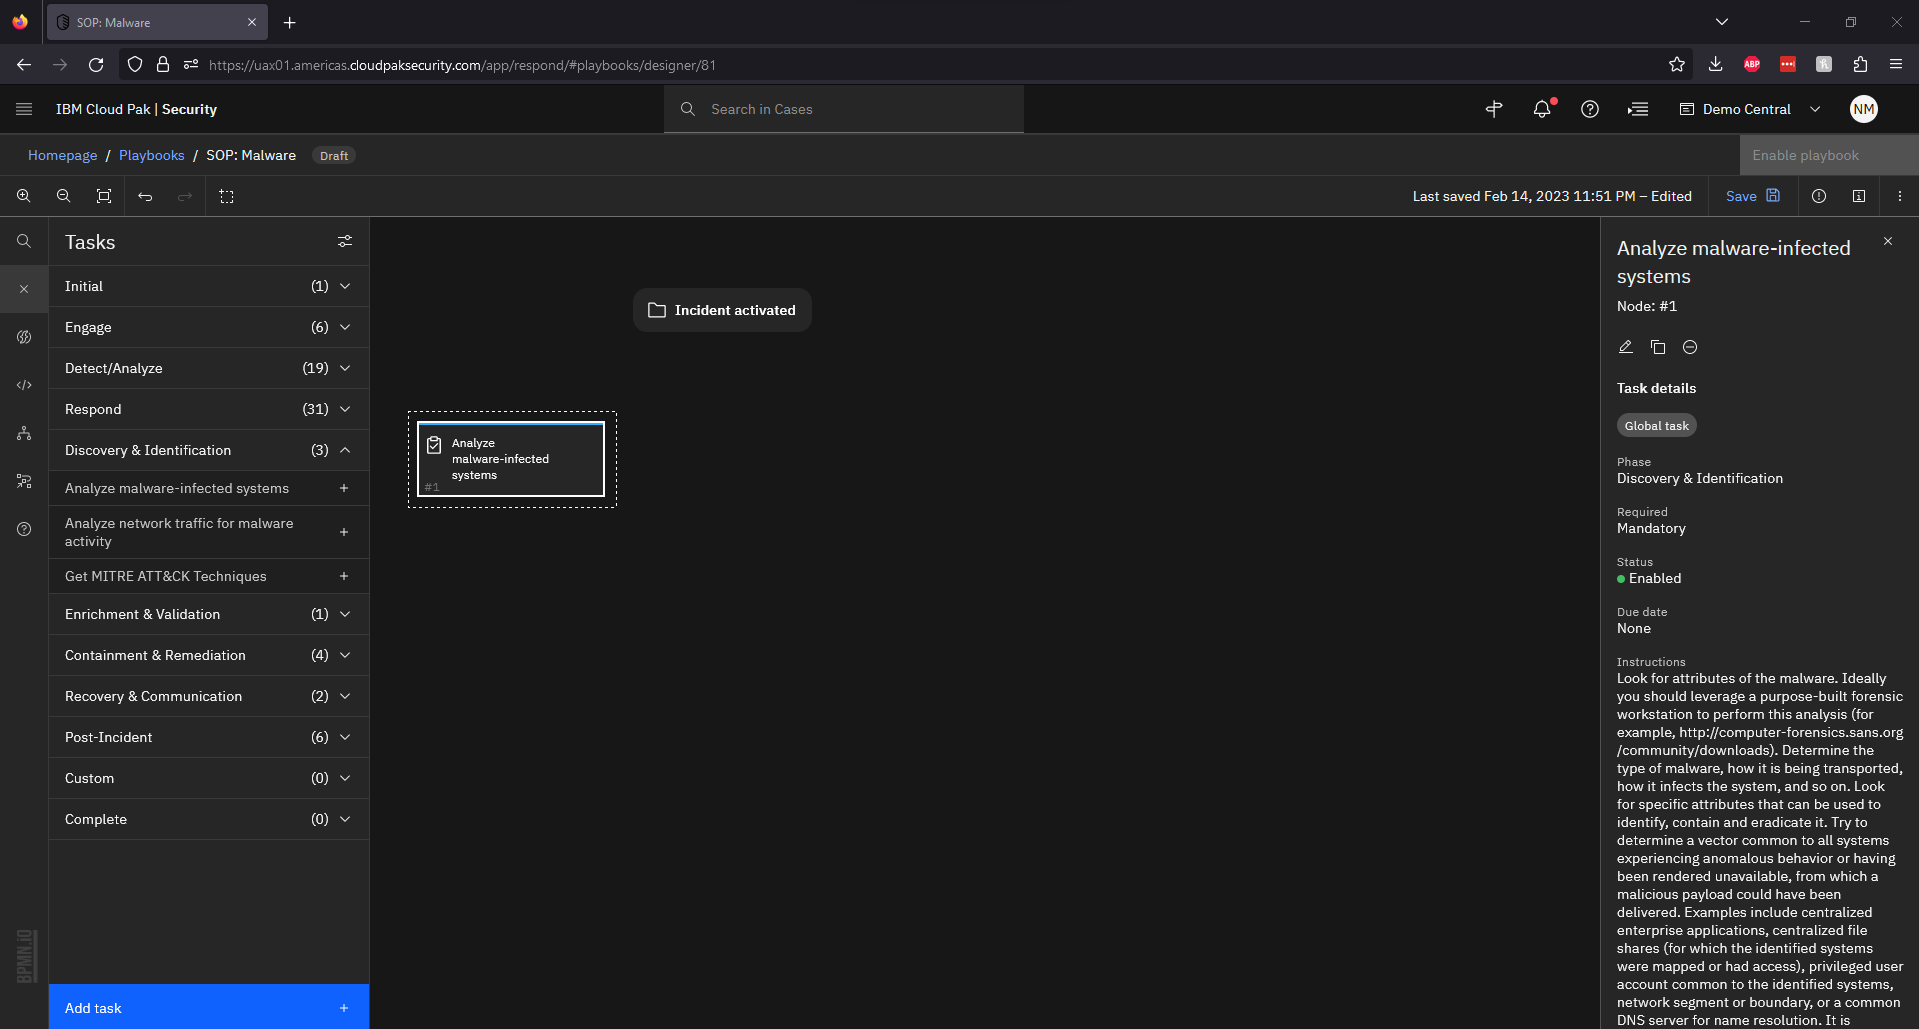 SOP: Malware
https://uax01.americas.cloudpaksecurity.com/app/respond/#playbooks/designer/81
ABP
IBM Cloud Pak | Security
Search in Cases
Demo Central
NM
Homepage / Playbooks / SOP: Malware
Draft
Enable playbook
Last saved Feb 14, 2023 11:51 PM – Edited
Save
Tasks
Initial (1)
Engage (6)
Detect/Analyze (19)
Respond (31)
Discovery & Identification (3)
Analyze malware-infected systems
Analyze network traffic for malware
activity
Get MITRE ATT&CK Techniques
Enrichment & Validation (1)
Containment & Remediation (4)
Recovery & Communication (2)
Post-Incident (6)
Custom (0)
Complete (0)
BPMN.iO
Add task +
Incident activated
Analyze
malware-infected
systems
#1
Analyze malware-infected
systems
Node: #1
Task details
Global task
Phase
Discovery & Identification
Required
Mandatory
Status
Enabled
Due date
None
Instructions
Look for attributes of the malware. Ideally
you should leverage a purpose-built forensic
workstation to perform this analysis (for
example, http://computer-forensics.sans.org
/community/downloads). Determine the
type of malware, how it is being transported,
how it infects the system, and so on. Look
for specific attributes that can be used to
identify, contain and eradicate it. Try to
determine a vector common to all systems
experiencing anomalous behavior or having
been rendered unavailable, from which a
malicious payload could have been
delivered. Examples include centralized
enterprise applications, centralized file
shares (for which the identified systems
were mapped or had access), privileged user
account common to the identified systems,
network segment or boundary, or a common
DNS server for name resolution. It is